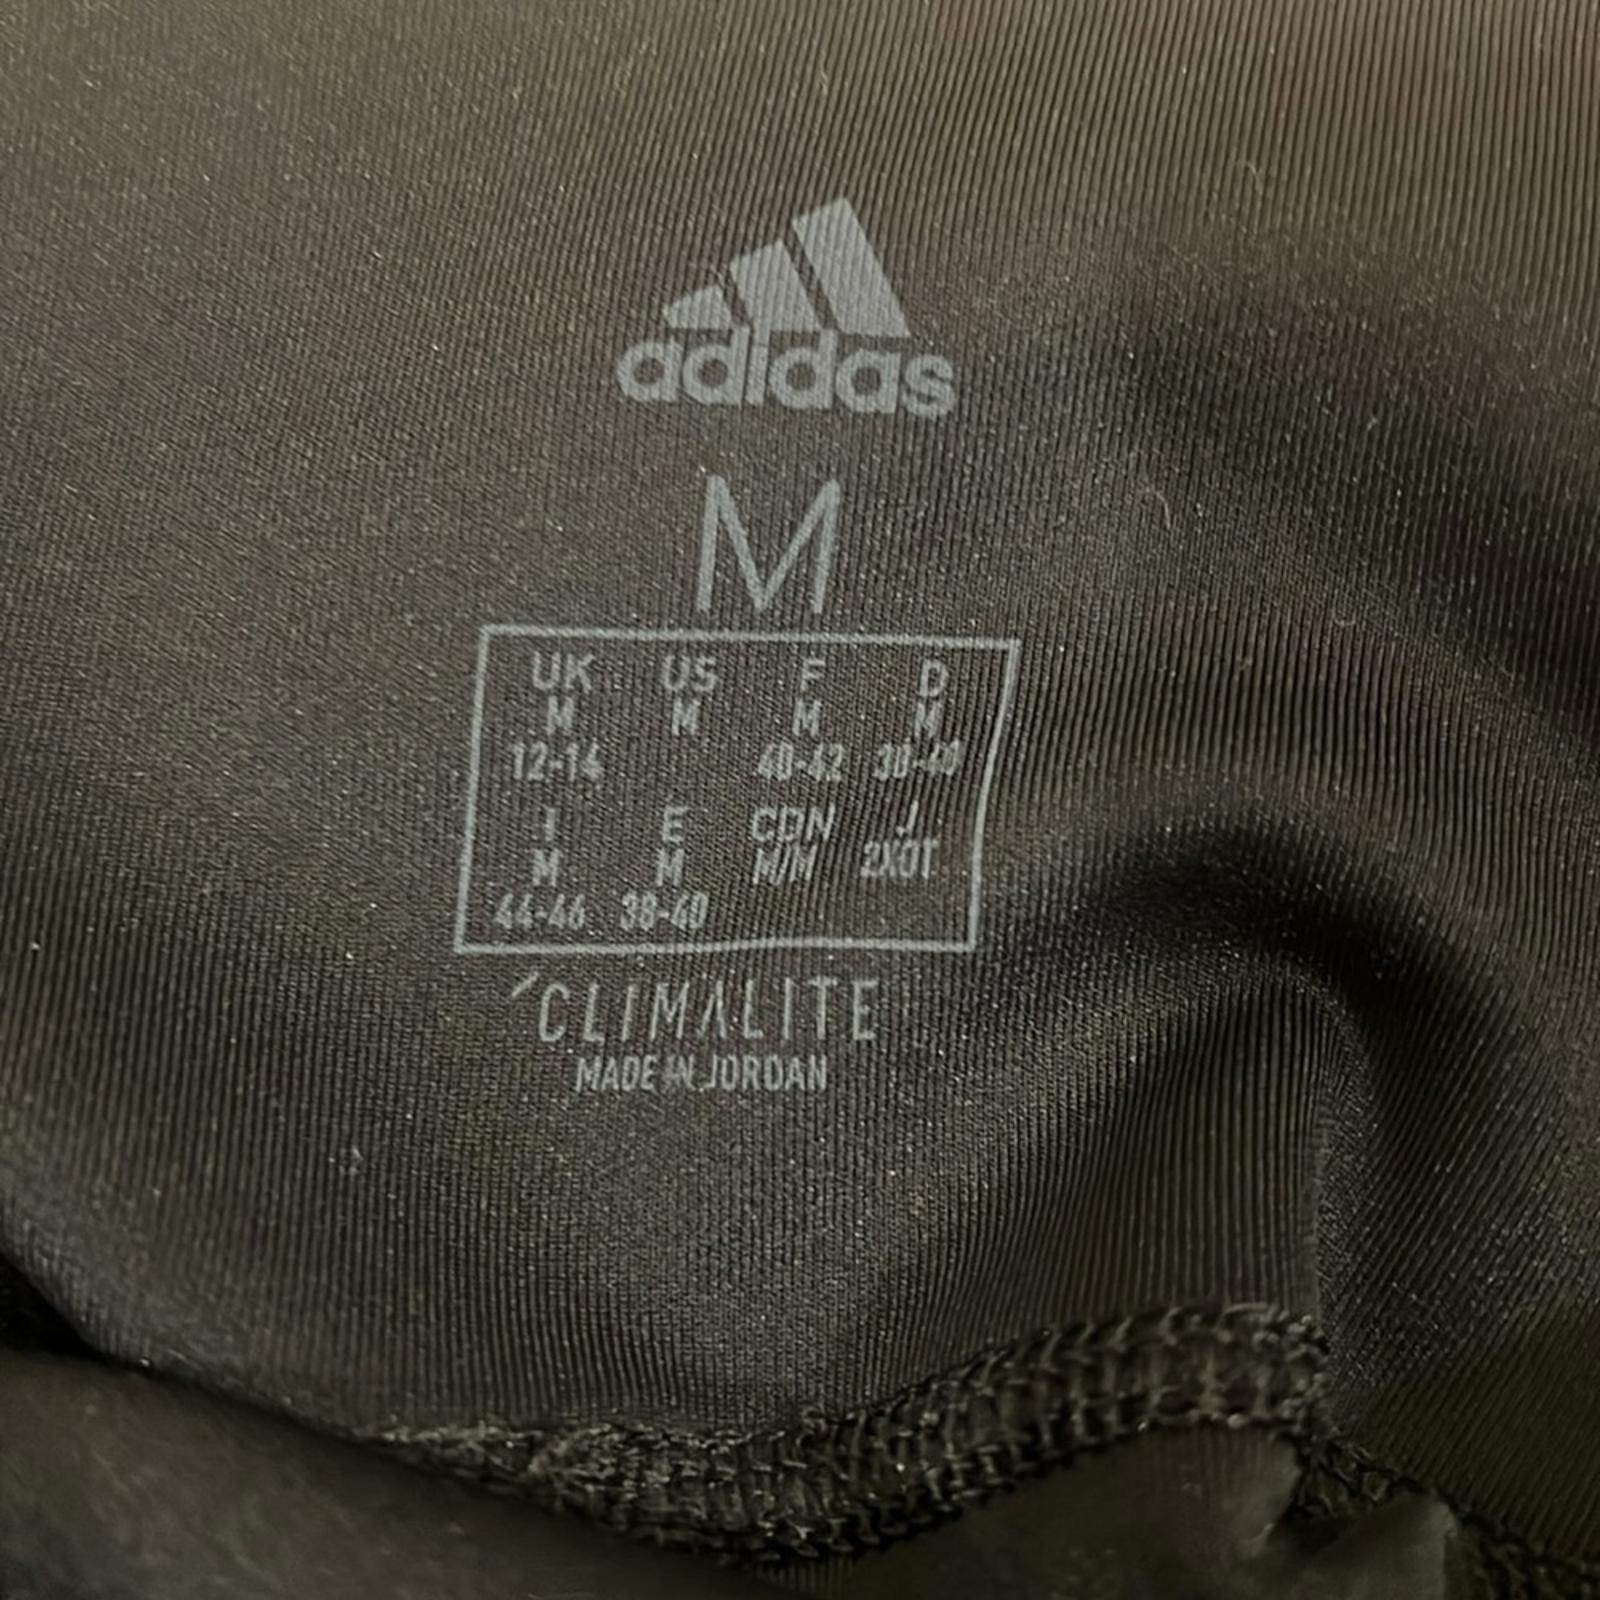 adidas
M
UK US F D
M M M M
12-14 40-42 38-40
I E CDN J
M M M/M 2XOT
44-46 38-40
CLIMALITE
MADE IN JORDAN